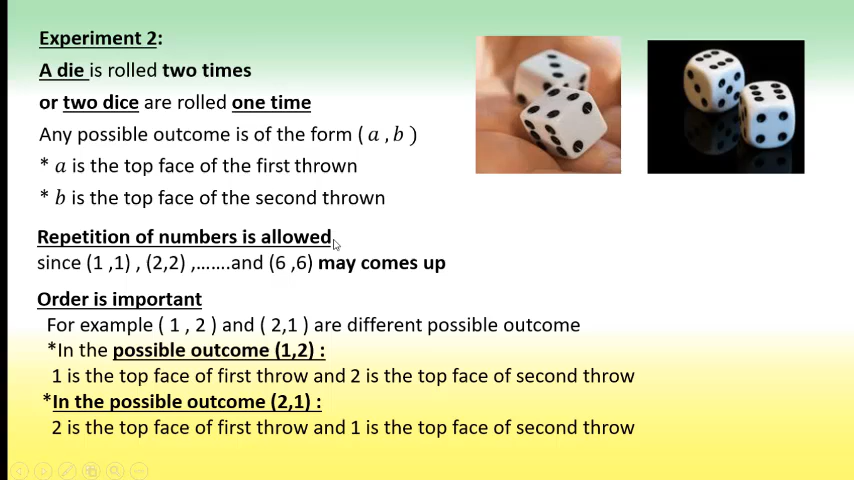 Experiment 2:
A die is rolled two times
or two dice are rolled one time
Any possible outcome is of the form ( a , b )
* a is the top face of the first thrown
* b is the top face of the second thrown
Repetition of numbers is allowed
since (1 ,1) , (2,2) ,…….and (6 ,6) may comes up
Order is important
For example ( 1 , 2 ) and ( 2,1 ) are different possible outcome
*In the possible outcome (1,2) :
1 is the top face of first throw and 2 is the top face of second throw
*In the possible outcome (2,1) :
2 is the top face of first throw and 1 is the top face of second throw